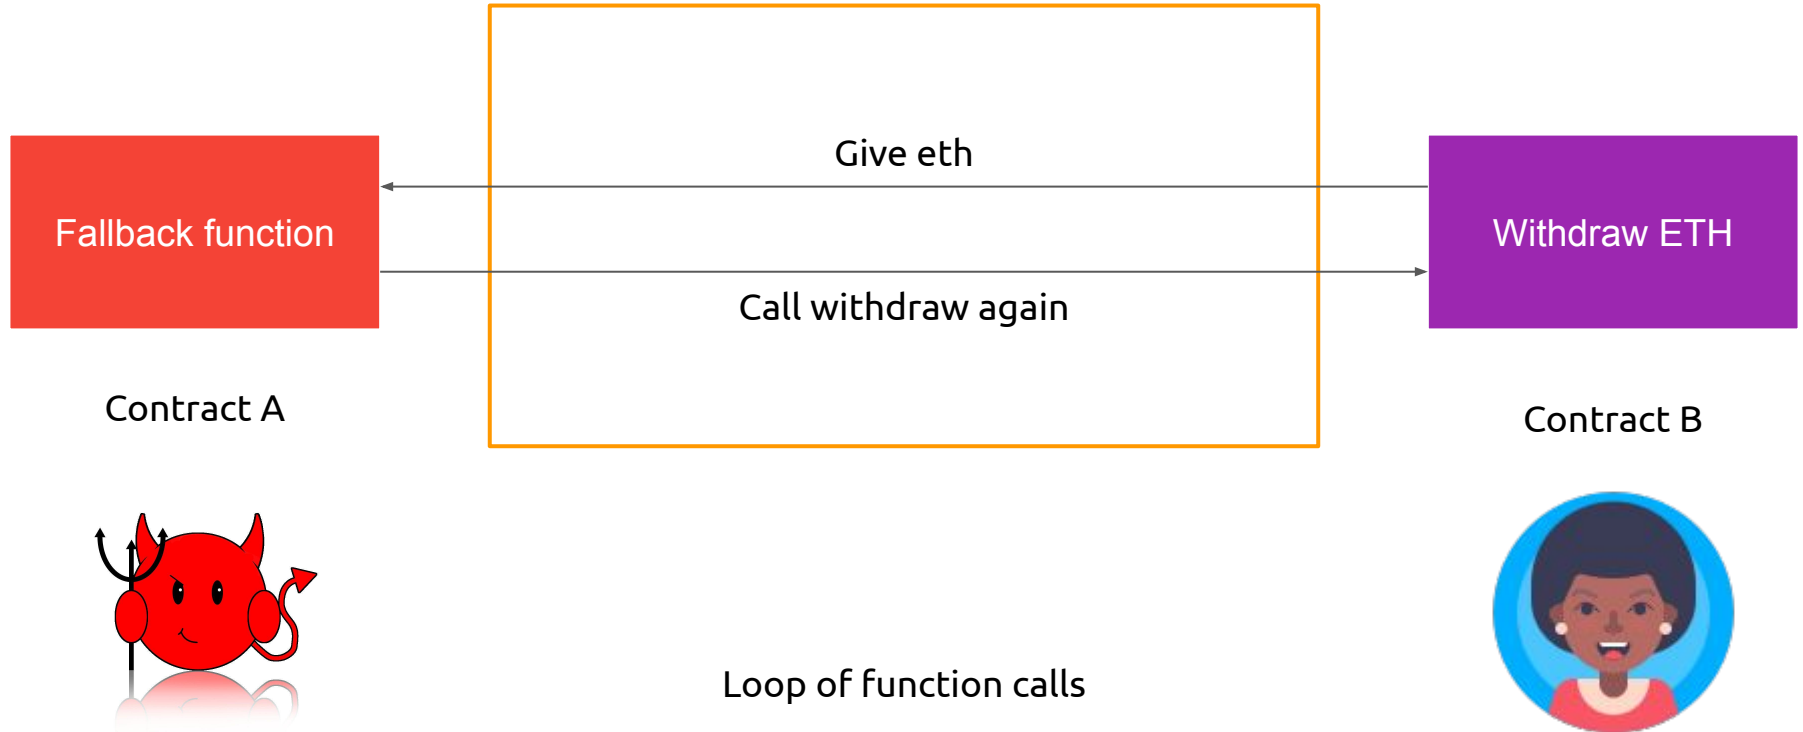 Give eth
Fallback function
Withdraw ETH
Call withdraw again
Contract A
Contract B
Loop of function calls